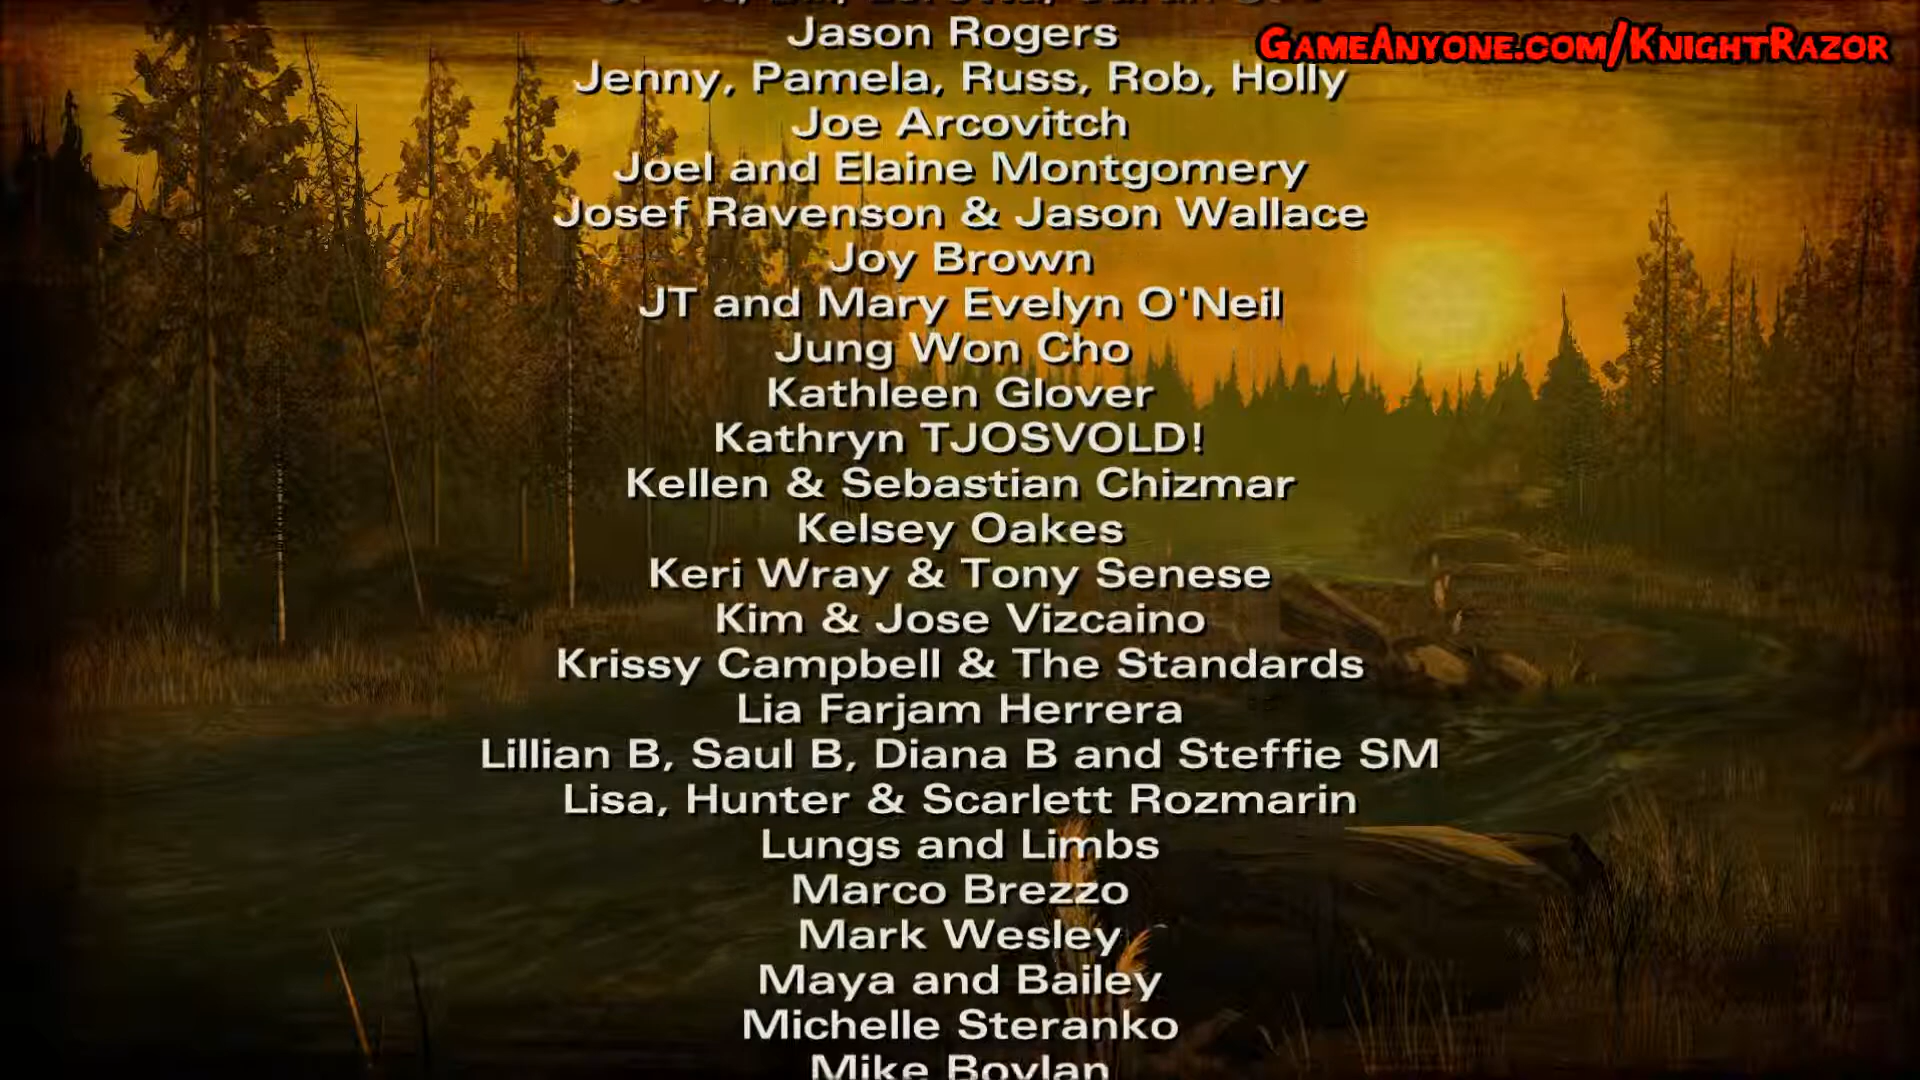 Jason Rogers
GameAnyone.com/KnightRazor
Jenny, Pamela, Russ, Rob, Holly
Joe Arcovitch
Joel and Elaine Montgomery
Josef Ravenson & Jason Wallace
Joy Brown
JT and Mary Evelyn O'Neil
Jung Won Cho
Kathleen Glover
Kathryn TJOSVOLD!
Kellen & Sebastian Chizmar
Kelsey Oakes
Keri Wray & Tony Senese
Kim & Jose Vizcaino
Krissy Campbell & The Standards
Lia Farjam Herrera
Lillian B, Saul B, Diana B and Steffie SM
Lisa, Hunter & Scarlett Rozmarin
Lungs and Limbs
Marco Brezzo
Mark Wesley
Maya and Bailey
Michelle Steranko
Mike Boylan